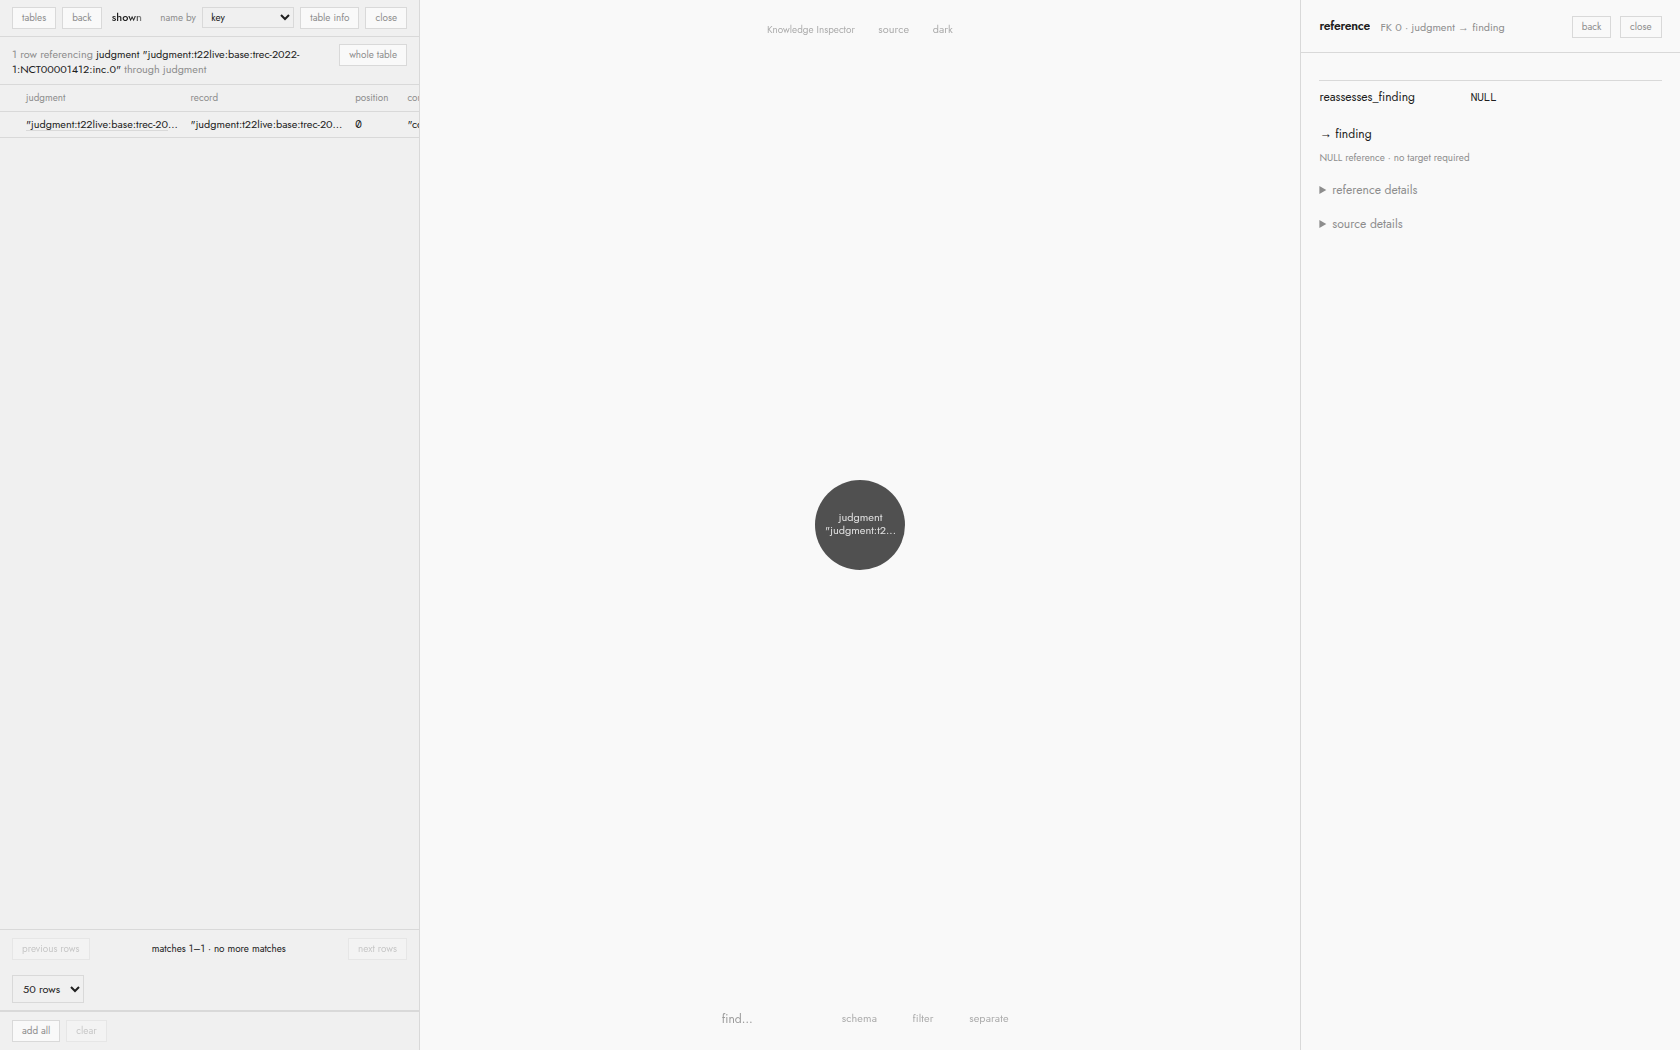 tables back shown name by key table info close
1 row referencing judgment "judgment:t22live:base:trec-2022-
1:NCT00001412:inc.0" through judgment
whole table
judgment record position
"judgment:t22live:base:trec-20... "judgment:t22live:base:trec-20... 0
previous rows matches 1–1 · no more matches next rows
50 rows
add all clear
Knowledge Inspector source dark
judgment
"judgment:t2...
find... schema filter separate
reference FK 0 · judgment → finding back close
reassesses_finding NULL
→ finding
NULL reference · no target required
▶ reference details
▶ source details